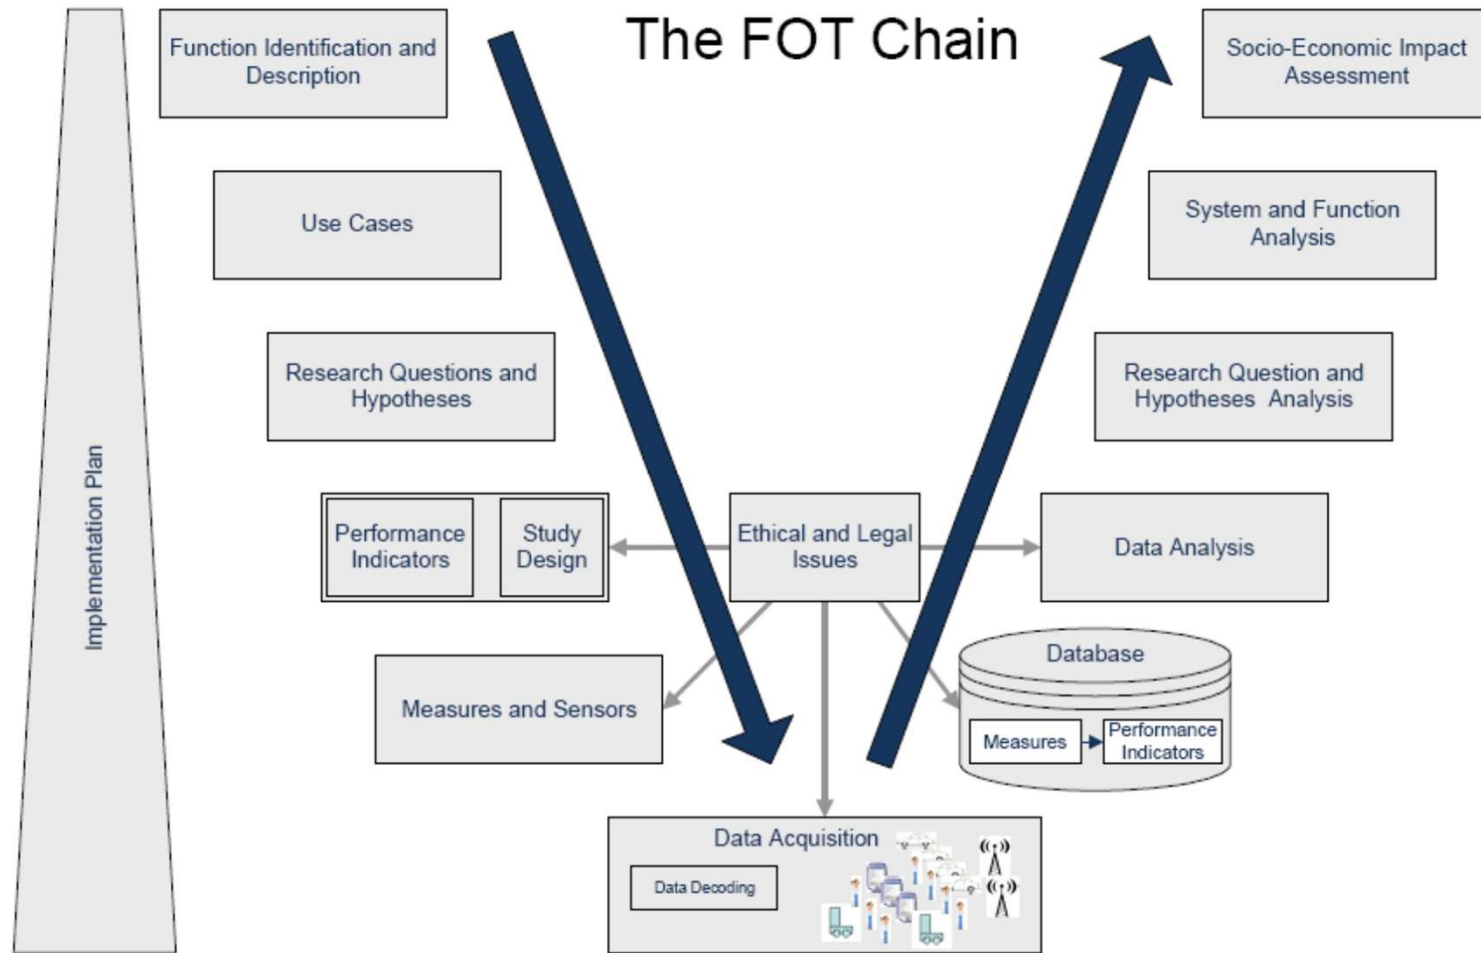 The FOT Chain
Implementation Plan
Function Identification and
Description
Use Cases
Research Questions and
Hypotheses
Performance
Indicators
Study
Design
Measures and Sensors
Ethical and Legal
Issues
Data Acquisition
Data Decoding
Database
Measures
Performance
Indicators
Data Analysis
Research Question and
Hypotheses Analysis
System and Function
Analysis
Socio-Economic Impact
Assessment